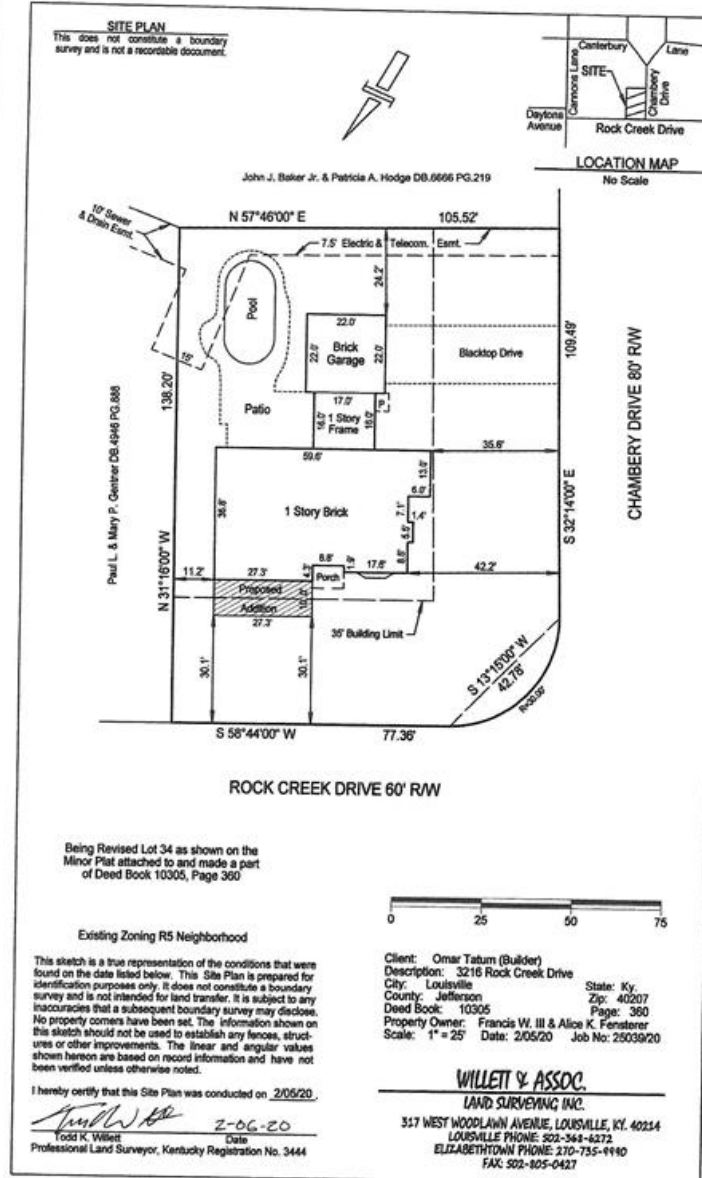 SITE PLAN
This does not constitute a boundary
survey and is not a recordable document.
Canterbury
Lane
Cannons Lane
SITE
Chambery
Drive
Daytona
Avenue
Rock Creek Drive
LOCATION MAP
No Scale
John J. Baker Jr. & Patricia A. Hodge DB.6666 PG.219
10' Sewer
& Drain Esmt.
N 57°46'00" E
105.52'
7.5' Electric & Telecom. Esmt.
24.2'
Pool
22.0'
22.0'
Brick
Garage
22.0'
Blacktop Drive
109.49'
15'
138.20'
Patio
17.0'
16.0'
1 Story
Frame
16.0'
P
CHAMBERY DRIVE 80' R/W
Paul L. & Mary P. Gentner DB.4946 PG.888
59.6'
35.6'
13.0'
6.0'
7.1'
1.4'
1 Story Brick
S 32°14'00" E
N 31°16'00" W
11.2'
27.3'
4.3'
6.8'
Porch
1.9'
17.6'
42.2'
Proposed
Addition
10.0'
27.3'
35' Building Limit
30.1'
30.1'
S 13°15'00" W
42.78'
R=30.00'
S 58°44'00" W
77.36'
ROCK CREEK DRIVE 60' R/W
Being Revised Lot 34 as shown on the
Minor Plat attached to and made a part
of Deed Book 10305, Page 360
0 25 50 75
Existing Zoning R5 Neighborhood
This sketch is a true representation of the conditions that were
found on the date listed below. This Site Plan is prepared for
identification purposes only. It does not constitute a boundary
survey and is not intended for land transfer. It is subject to any
inaccuracies that a subsequent boundary survey may disclose.
No property corners have been set. The information shown on
this sketch should not be used to establish any fences, struct-
ures or other improvements. The linear and angular values
shown hereon are based on record information and have not
been verified unless otherwise noted.
I hereby certify that this Site Plan was conducted on 2/05/20.
2-06-20
Todd K. Willett Date
Professional Land Surveyor, Kentucky Registration No. 3444
Client: Omar Tatum (Builder)
Description: 3216 Rock Creek Drive
City: Louisville State: Ky.
County: Jefferson Zip: 40207
Deed Book: 10305 Page: 360
Property Owner: Francis W. III & Alice K. Fensterer
Scale: 1" = 25' Date: 2/05/20 Job No: 25039/20
WILLETT & ASSOC.
LAND SURVEYING INC.
317 WEST WOODLAWN AVENUE, LOUISVILLE, KY. 40214
LOUISVILLE PHONE: 502-368-6272
ELIZABETHTOWN PHONE: 270-735-9990
FAX: 502-805-0427